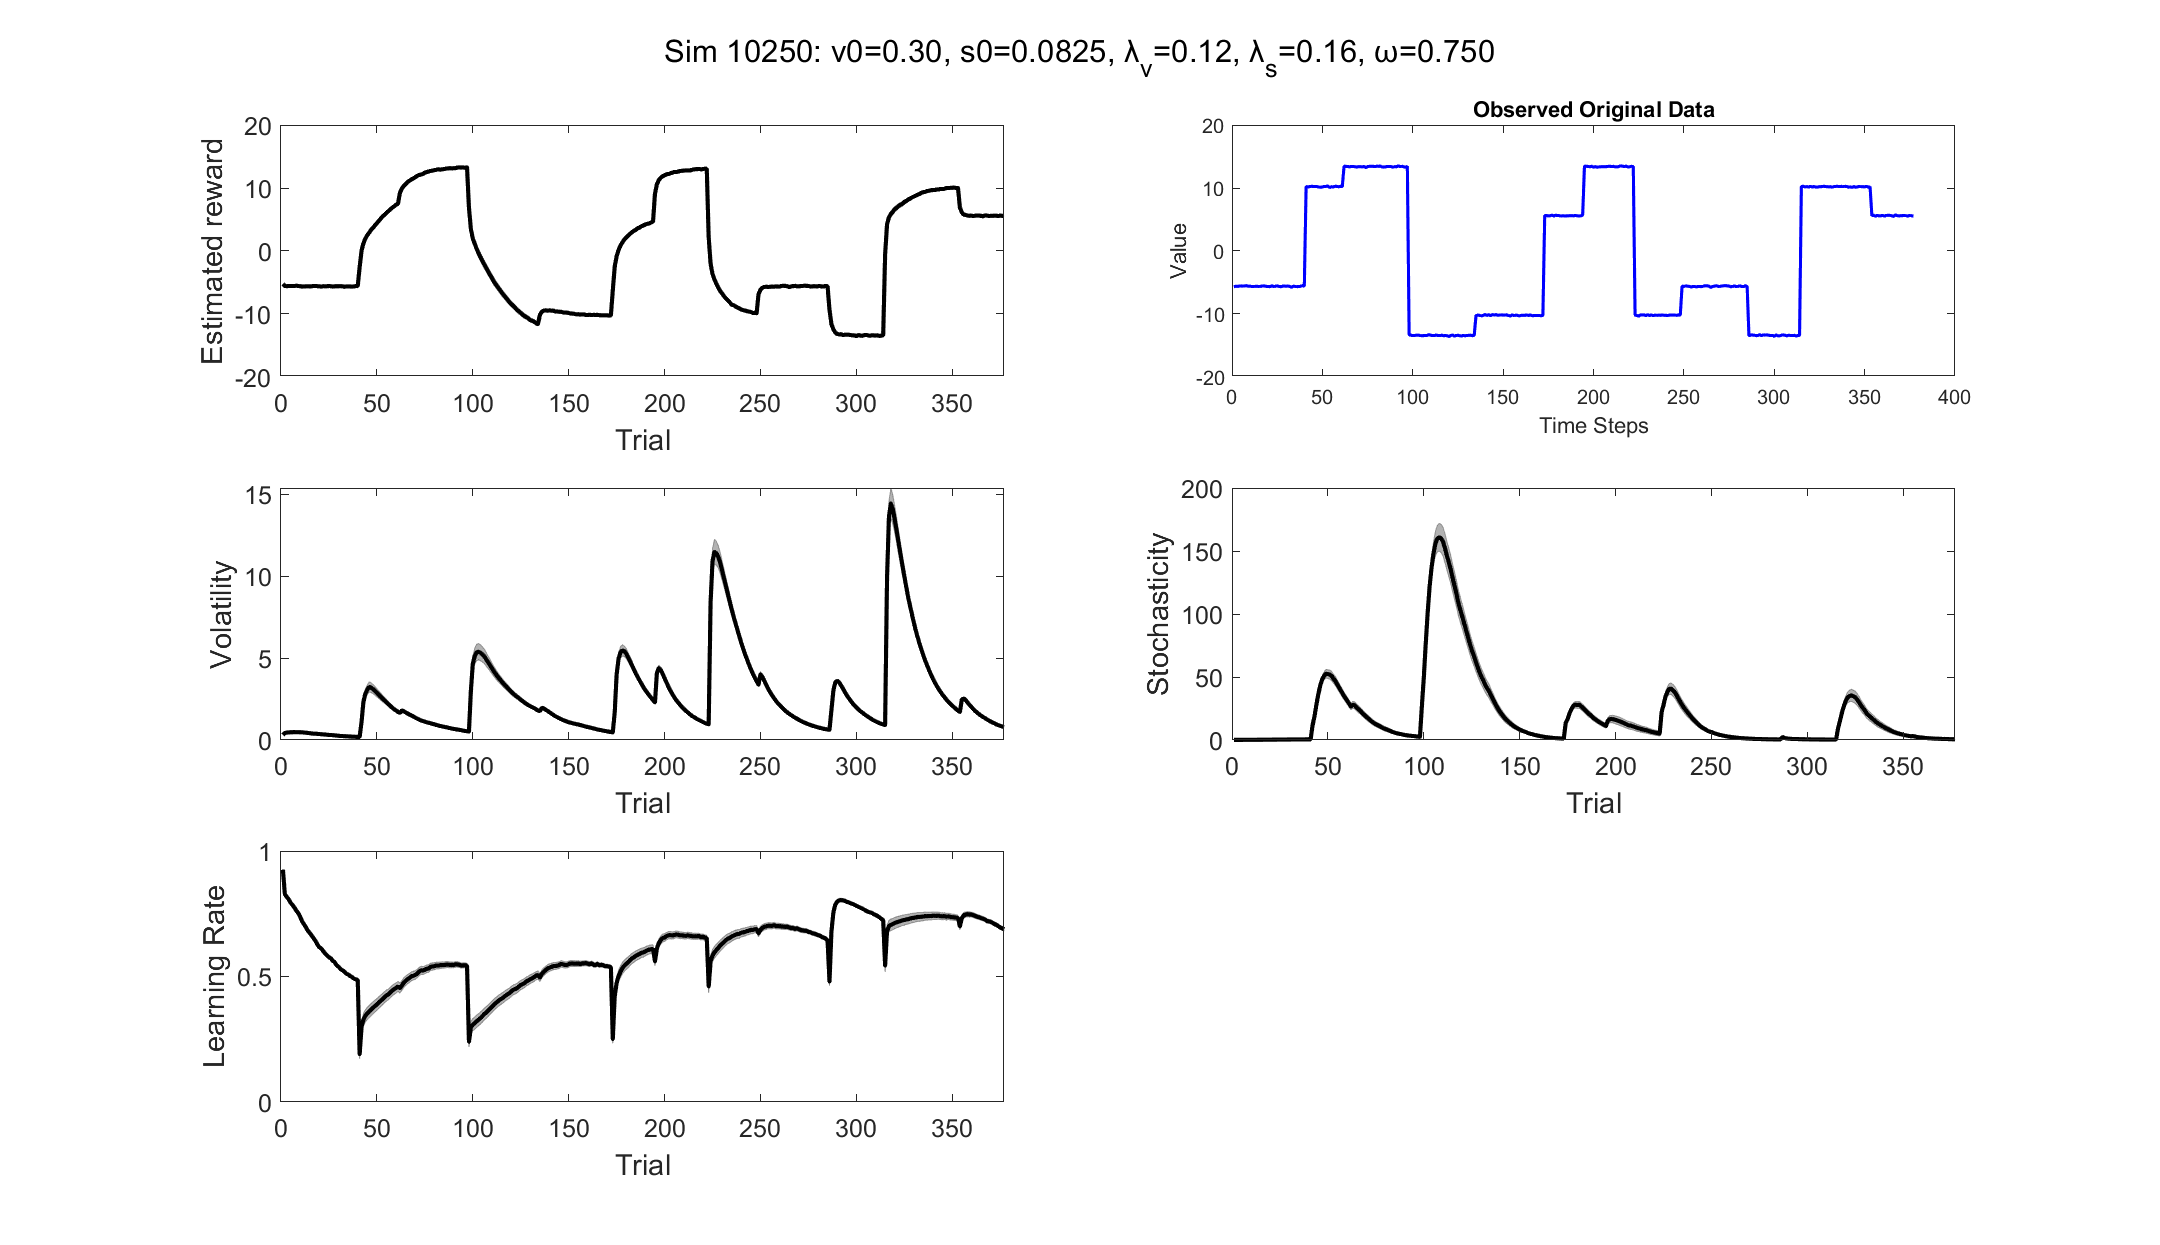 Sim 10250: v0=0.30, s0=0.0825, λ_v=0.12, λ_s=0.16, ω=0.750
20
10
0
-10
-20
Estimated reward
0 50 100 150 200 250 300 350
Trial
Observed Original Data
20
10
0
-10
-20
Value
0 50 100 150 200 250 300 350 400
Time Steps
15
10
5
0
Volatility
0 50 100 150 200 250 300 350
Trial
200
150
100
50
0
Stochasticity
0 50 100 150 200 250 300 350
Trial
1
0.5
0
Learning Rate
0 50 100 150 200 250 300 350
Trial